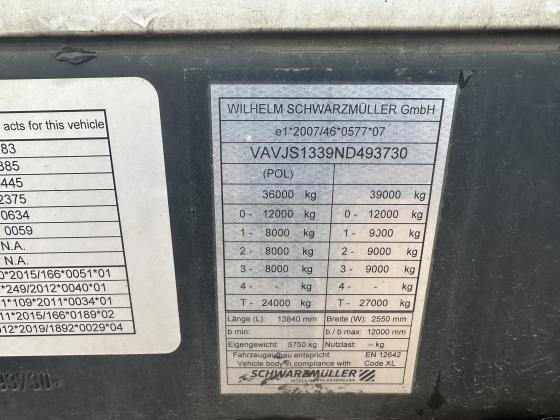 acts for this vehicle
83
885
445
2375
0634
0059
N.A.
N.A.
0*2015/166*0051*01
*249/2012*0040*01
1*109*2011*0034*01
11*2015/166*0189*02
012*2019/1892*0029*04
WILHELM SCHWARZMÜLLER GmbH
e1*2007/46*0577*07
VAVJS1339ND493730
(POL)
36000 kg 39000 kg
0- 12000 kg 0- 12000 kg
1- 8000 kg 1- 9000 kg
2- 8000 kg 2- 9000 kg
3- 8000 kg 3- 9000 kg
4- - kg 4- - kg
T- 24000 kg T- 27000 kg
Länge (L): 13840 mm Breite (W): 2550 mm
b min: b / b max: 12000 mm
Eigengewicht: 5750 kg Nutzlast: -- kg
Fahrzeugaufbau entspricht EN 12642
Vehicle body in compliance with Code XL
SCHWARZMÜLLER
INTELLIGENTE FAHRZEUGE
93730*